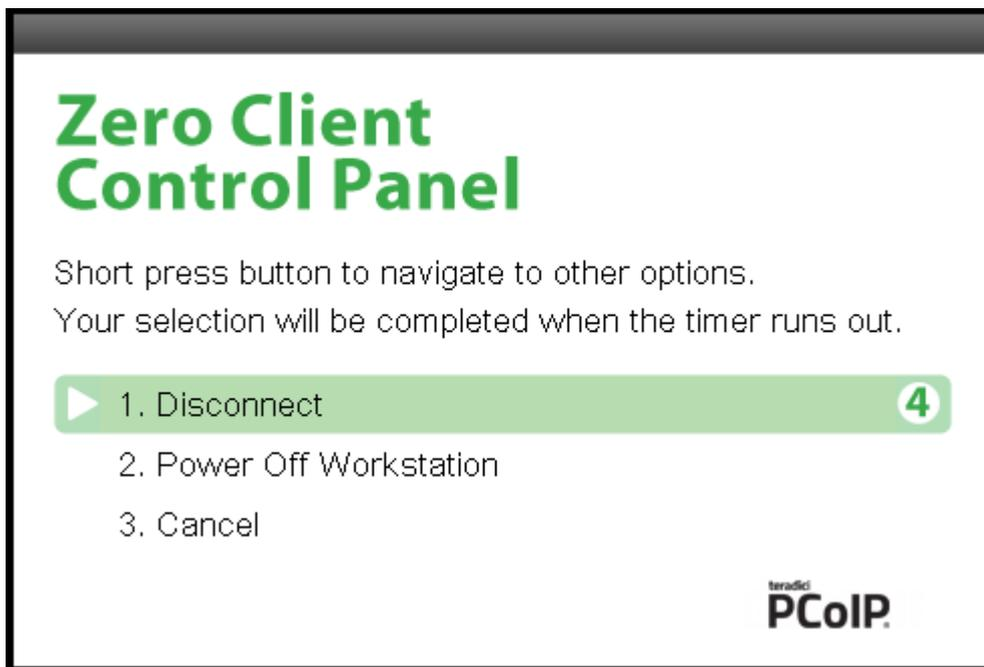 Zero Client
Control Panel
Short press button to navigate to other options.
Your selection will be completed when the timer runs out.
1. Disconnect 4
2. Power Off Workstation
3. Cancel
teradici
PCoIP®